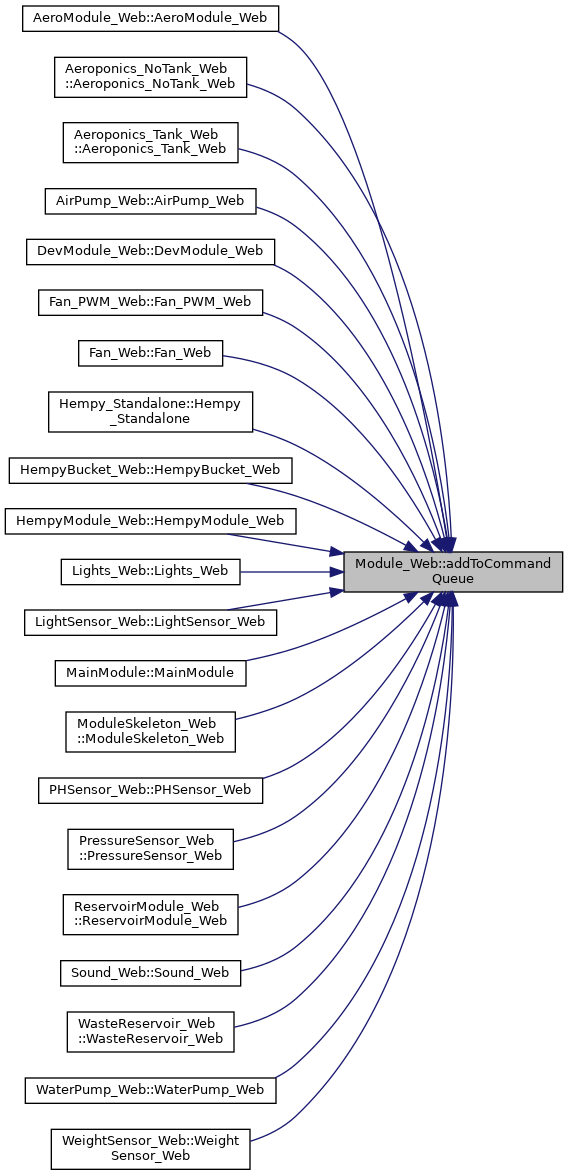 AeroModule_Web::AeroModule_Web
Aeroponics_NoTank_Web
::Aeroponics_NoTank_Web
Aeroponics_Tank_Web
::Aeroponics_Tank_Web
AirPump_Web::AirPump_Web
DevModule_Web::DevModule_Web
Fan_PWM_Web::Fan_PWM_Web
Fan_Web::Fan_Web
Hempy_Standalone::Hempy
_Standalone
HempyBucket_Web::HempyBucket_Web
HempyModule_Web::HempyModule_Web
Module_Web::addToCommand
Queue
Lights_Web::Lights_Web
LightSensor_Web::LightSensor_Web
MainModule::MainModule
ModuleSkeleton_Web
::ModuleSkeleton_Web
PHSensor_Web::PHSensor_Web
PressureSensor_Web
::PressureSensor_Web
ReservoirModule_Web
::ReservoirModule_Web
Sound_Web::Sound_Web
WasteReservoir_Web
::WasteReservoir_Web
WaterPump_Web::WaterPump_Web
WeightSensor_Web::Weight
Sensor_Web